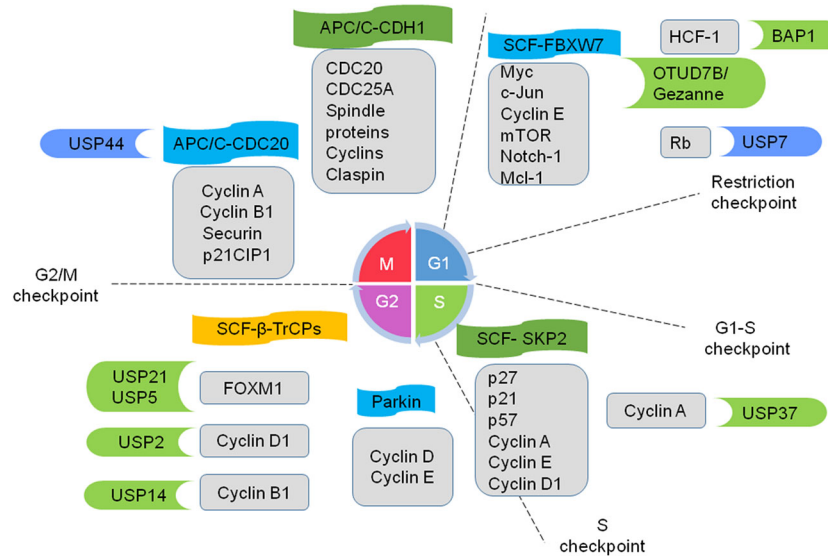 APC/C-CDH1
CDC20
CDC25A
Spindle
proteins
Cyclins
Claspin
SCF-FBXW7
Myc
c-Jun
Cyclin E
mTOR
Notch-1
Mcl-1
HCF-1
BAP1
OTUD7B/
Gezanne
Rb
USP7
USP44
APC/C-CDC20
Cyclin A
Cyclin B1
Securin
p21CIP1
Restriction
checkpoint
M
G1
G2
S
G2/M
checkpoint
G1-S
checkpoint
SCF-β-TrCPs
USP21
USP5
FOXM1
USP2
Cyclin D1
USP14
Cyclin B1
Parkin
Cyclin D
Cyclin E
SCF- SKP2
p27
p21
p57
Cyclin A
Cyclin E
Cyclin D1
Cyclin A
USP37
S
checkpoint